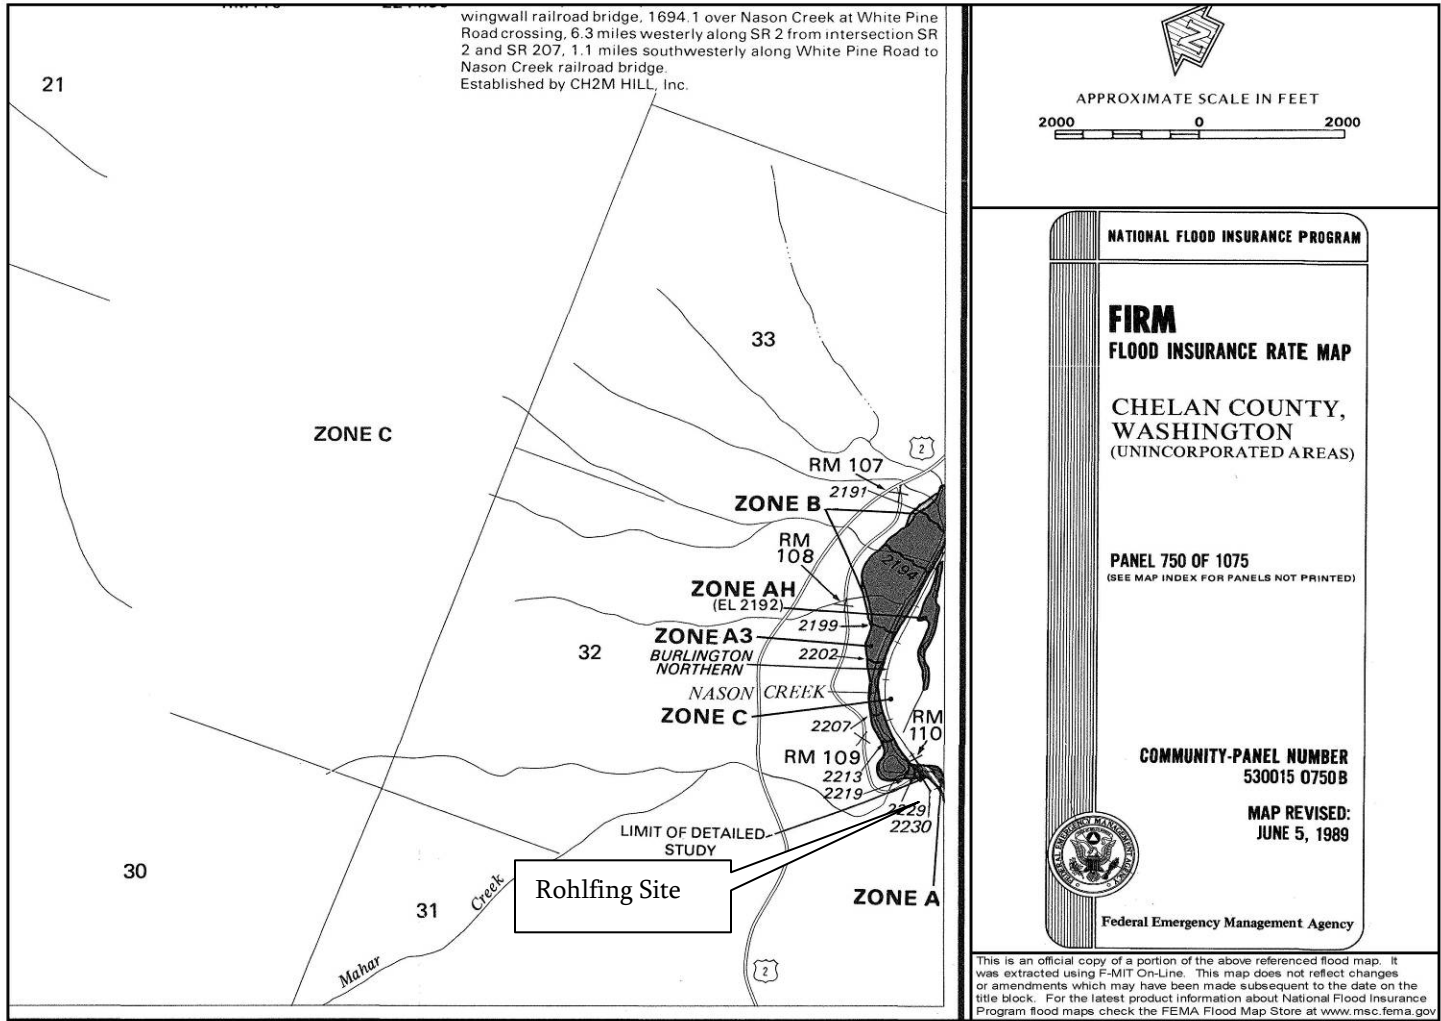 wingwall railroad bridge, 1694.1 over Nason Creek at White Pine
Road crossing, 6.3 miles westerly along SR 2 from intersection SR
2 and SR 207, 1.1 miles southwesterly along White Pine Road to
Nason Creek railroad bridge.
Established by CH2M HILL, Inc.
21
33
ZONE C
2
RM 107
2191
ZONE B
RM
108
2194
ZONE AH
(EL 2192)
2199
ZONE A3
32
BURLINGTON
NORTHERN
2202
NASON CREEK
ZONE C
2207
RM
110
RM 109
2213
2219
2229
2230
LIMIT OF DETAILED
STUDY
Rohlfing Site
ZONE A
30
31
Mahar
Creek
2
N
APPROXIMATE SCALE IN FEET
2000 0 2000
NATIONAL FLOOD INSURANCE PROGRAM
FIRM
FLOOD INSURANCE RATE MAP
CHELAN COUNTY,
WASHINGTON
(UNINCORPORATED AREAS)
PANEL 750 OF 1075
(SEE MAP INDEX FOR PANELS NOT PRINTED)
COMMUNITY-PANEL NUMBER
530015 0750 B
MAP REVISED:
JUNE 5, 1989
FEDERAL EMERGENCY MANAGEMENT AGENCY
Federal Emergency Management Agency
This is an official copy of a portion of the above referenced flood map. It
was extracted using F-MIT On-Line. This map does not reflect changes
or amendments which may have been made subsequent to the date on the
title block. For the latest product information about National Flood Insurance
Program flood maps check the FEMA Flood Map Store at www.msc.fema.gov